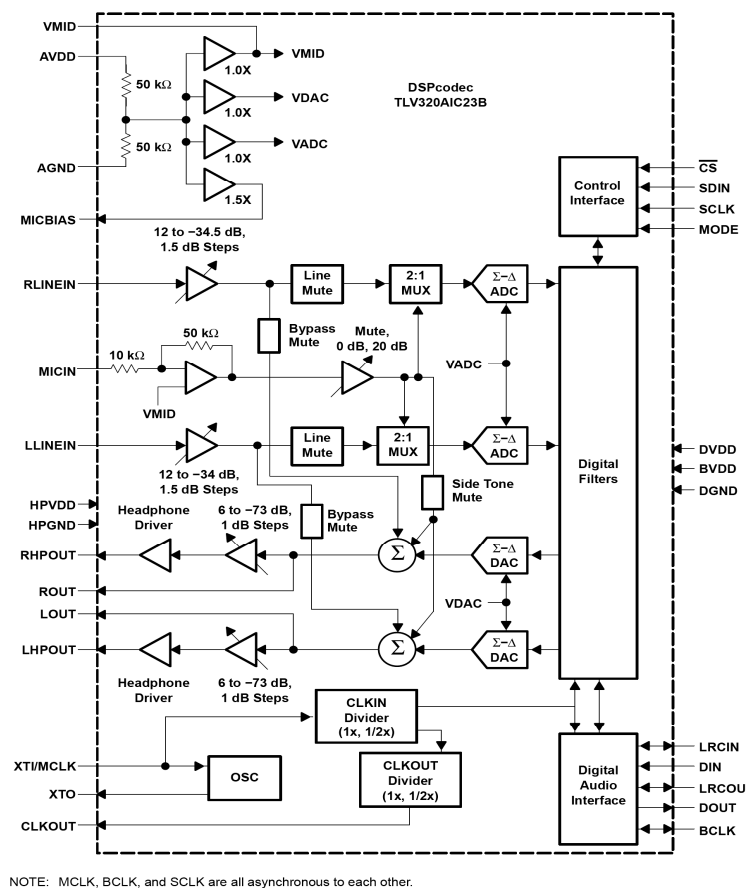 VMID
AVDD
50 kΩ
50 kΩ
AGND
MICBIAS
1.0X
VMID
1.0X
VDAC
1.0X
VADC
1.5X
DSPcodec
TLV320AIC23B
Control
Interface
CS
SDIN
SCLK
MODE
12 to −34.5 dB,
1.5 dB Steps
RLINEIN
Line
Mute
2:1
MUX
Σ−Δ
ADC
Bypass
Mute
50 kΩ
10 kΩ
MICIN
VMID
Mute,
0 dB, 20 dB
VADC
LLINEIN
Line
Mute
2:1
MUX
Σ−Δ
ADC
12 to −34 dB,
1.5 dB Steps
Digital
Filters
DVDD
BVDD
DGND
Side Tone
Mute
HPVDD
HPGND
Headphone
Driver
6 to −73 dB,
1 dB Steps
Bypass
Mute
RHPOUT
Σ
Σ−Δ
DAC
ROUT
LOUT
VDAC
LHPOUT
Σ
Σ−Δ
DAC
Headphone
Driver
6 to −73 dB,
1 dB Steps
CLKIN
Divider
(1x, 1/2x)
XTI/MCLK
OSC
XTO
CLKOUT
Divider
(1x, 1/2x)
CLKOUT
Digital
Audio
Interface
LRCIN
DIN
LRCOU
DOUT
BCLK
NOTE: MCLK, BCLK, and SCLK are all asynchronous to each other.